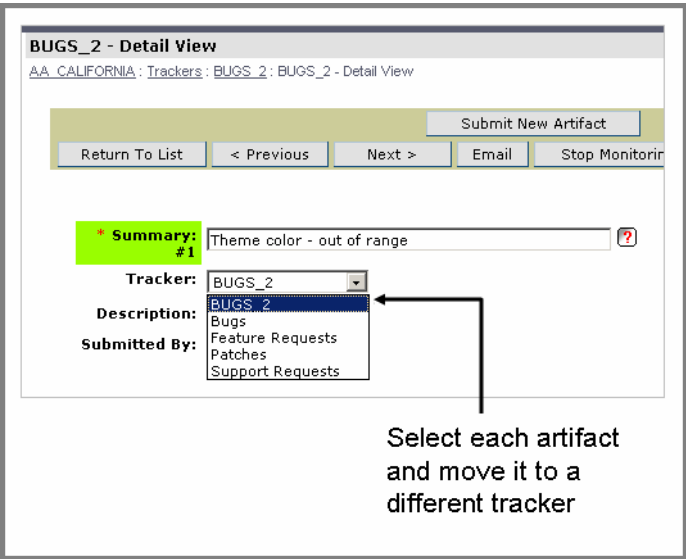 BUGS_2 - Detail View
AA_CALIFORNIA : Trackers : BUGS_2 : BUGS_2 - Detail View
Submit New Artifact
Return To List < Previous Next > Email Stop Monitorin
* Summary: Theme color - out of range ?
#1
Tracker: BUGS_2
BUGS_2
Description:
Bugs
Submitted By: Feature Requests
Patches
Support Requests
Select each artifact
and move it to a
different tracker